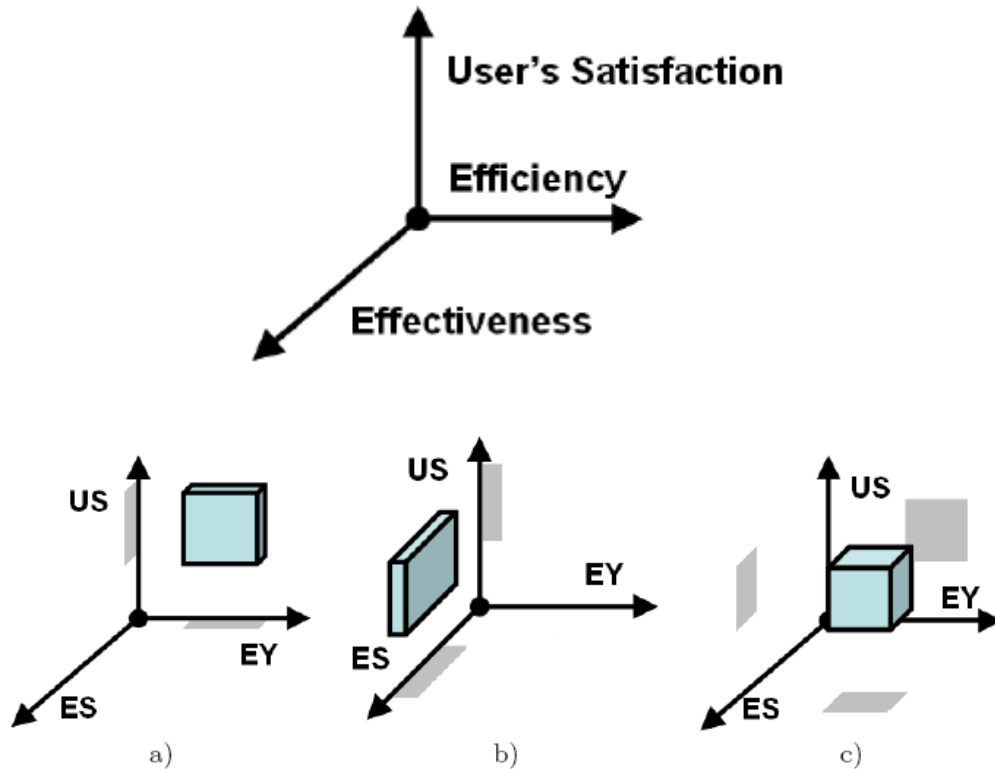 User's Satisfaction
Efficiency
Effectiveness
US
EY
ES
a)
US
EY
ES
b)
US
EY
ES
c)